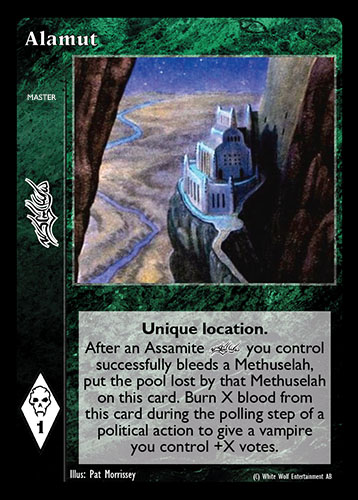 Alamut
MASTER
Unique location.
After an Assamite you control
successfully bleeds a Methuselah,
put the pool lost by that Methuselah
on this card. Burn X blood from
this card during the polling step of a
political action to give a vampire
you control +X votes.
1
Illus: Pat Morrissey
(C) White Wolf Entertainment AB